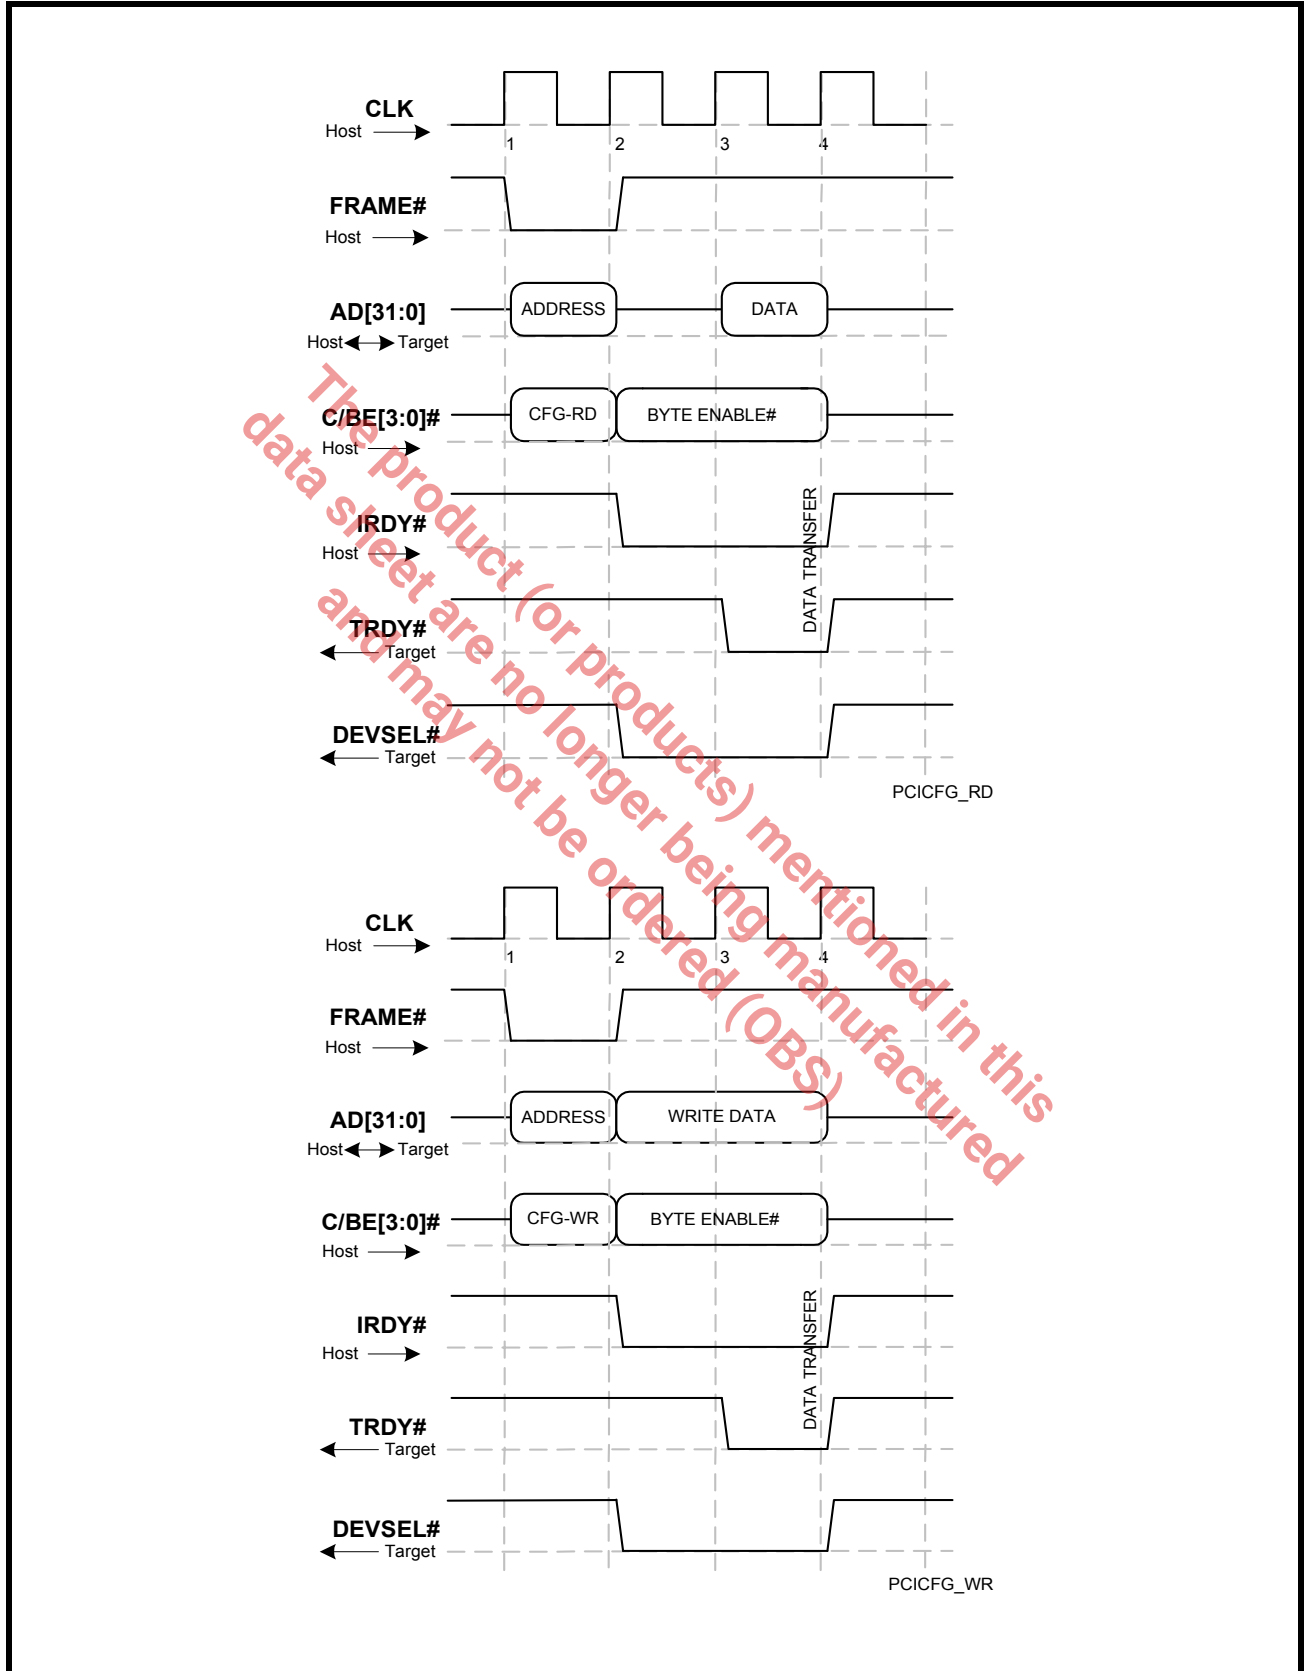 CLK
Host
1
2
3
4
FRAME#
Host
AD[31:0]
ADDRESS
DATA
Host Target
C/BE[3:0]#
CFG-RD
BYTE ENABLE#
Host
IRDY#
Host
DATA TRANSFER
TRDY#
Target
DEVSEL#
Target
PCICFG_RD
The product (or products) mentioned in this
data sheet are no longer being manufactured
and may not be ordered (OBS)
CLK
Host
1
2
3
4
FRAME#
Host
AD[31:0]
ADDRESS
WRITE DATA
Host Target
C/BE[3:0]#
CFG-WR
BYTE ENABLE#
Host
IRDY#
Host
DATA TRANSFER
TRDY#
Target
DEVSEL#
Target
PCICFG_WR